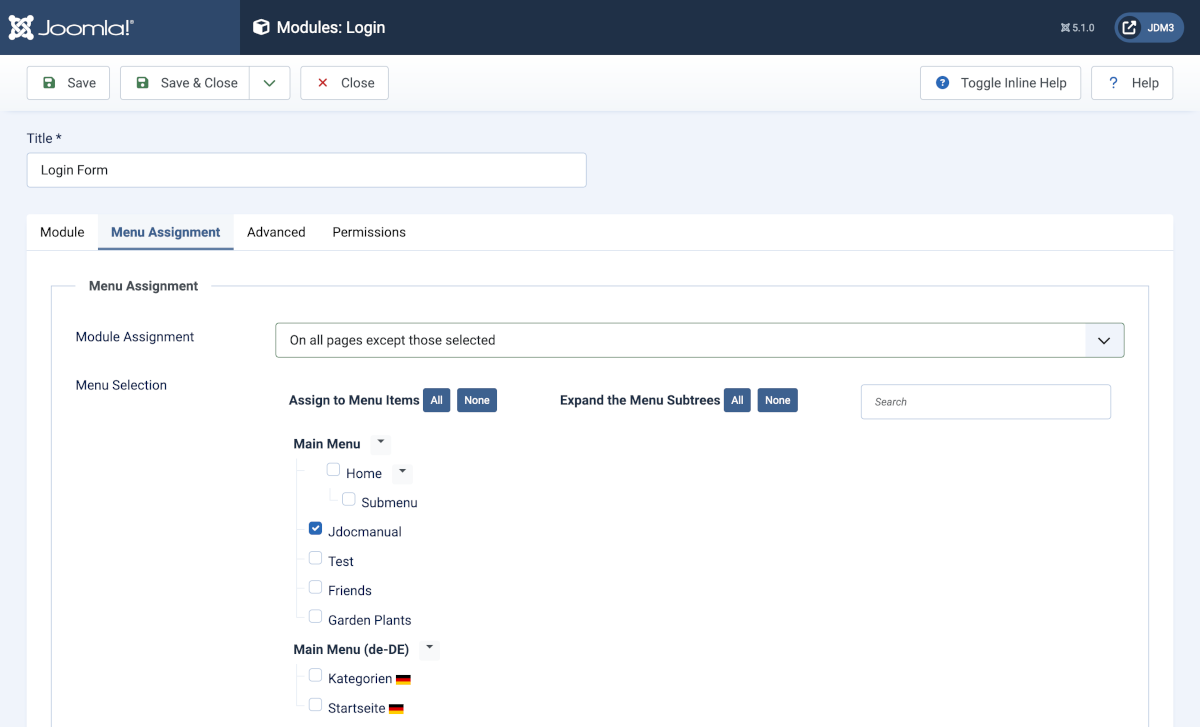 Joomla!®
Modules: Login
5.1.0
JDM3
Save
Save & Close
Close
Toggle Inline Help
Help
Title *
Login Form
Module
Menu Assignment
Advanced
Permissions
Menu Assignment
Module Assignment
On all pages except those selected
Menu Selection
Assign to Menu Items All None
Expand the Menu Subtrees All None
Search
Main Menu
Home
Submenu
Jdocmanual
Test
Friends
Garden Plants
Main Menu (de-DE)
Kategorien
Startseite